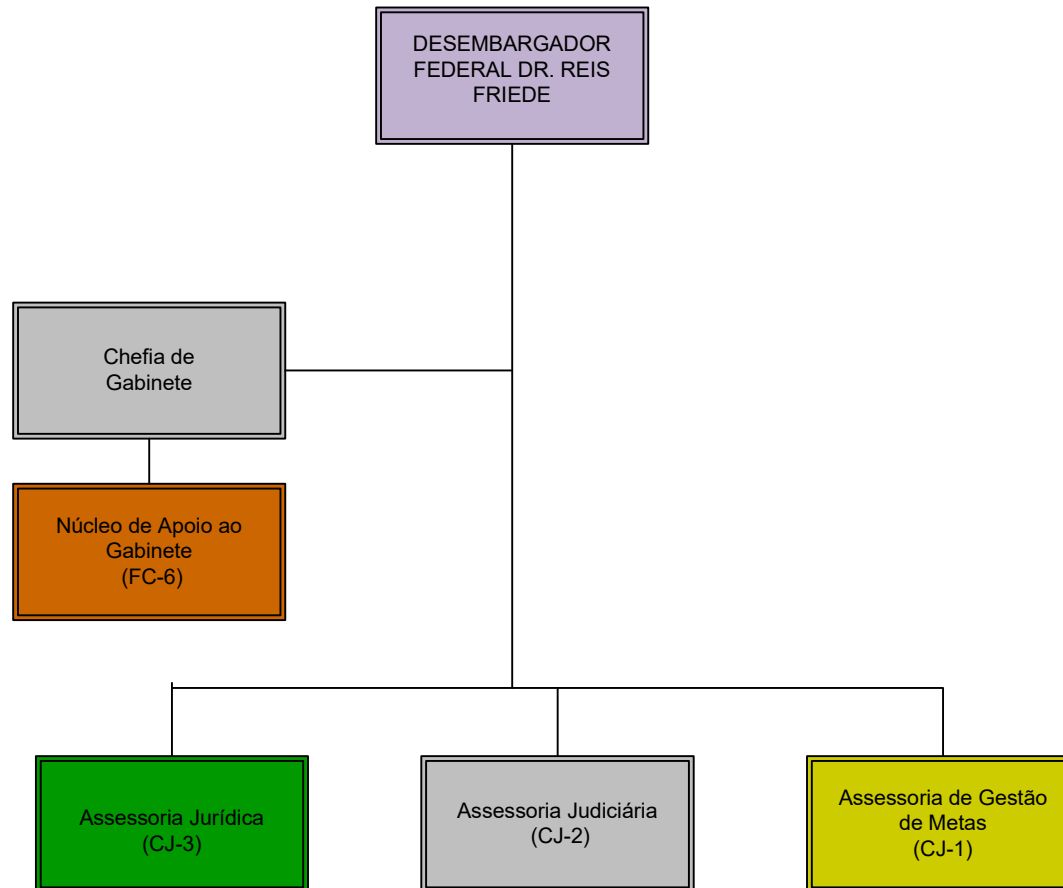 DESEMBARGADOR
FEDERAL DR. REIS
FRIEDE
Chefia de
Gabinete
Núcleo de Apoio ao
Gabinete
(FC-6)
Assessoria Jurídica
(CJ-3)
Assessoria Judiciária
(CJ-2)
Assessoria de Gestão
de Metas
(CJ-1)